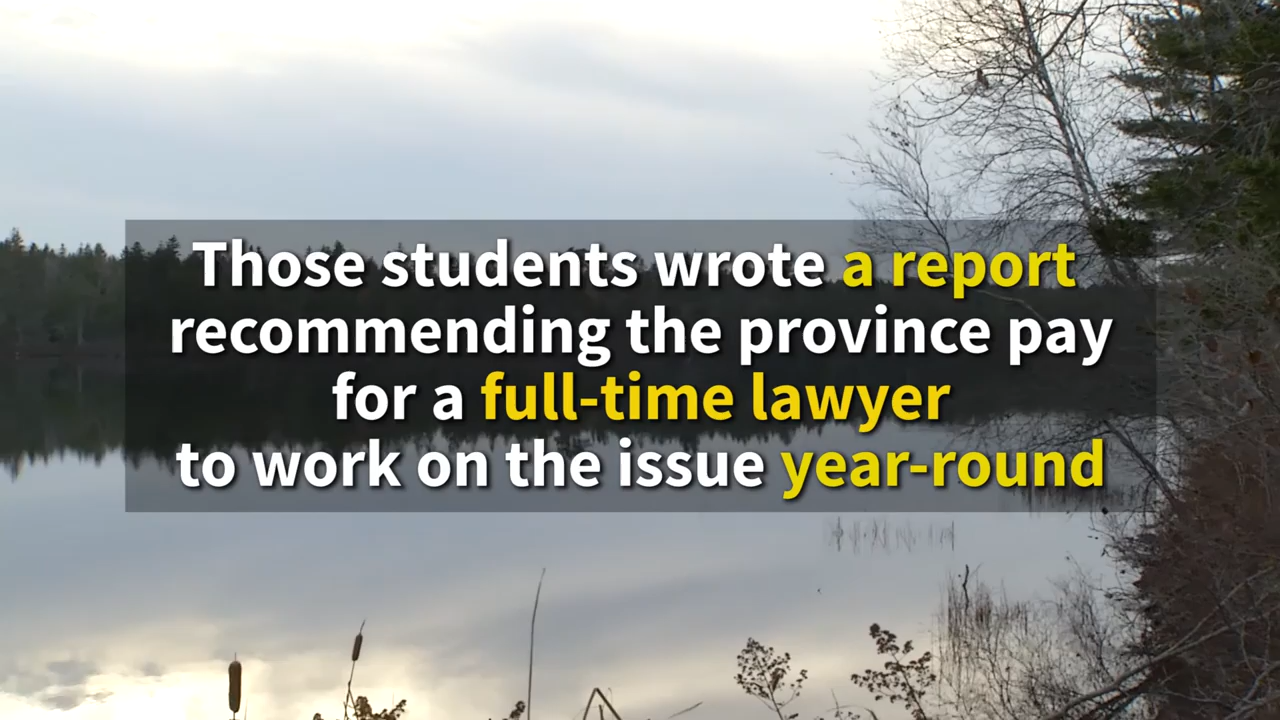 Those students wrote a report
recommending the province pay
for a full-time lawyer
to work on the issue year-round